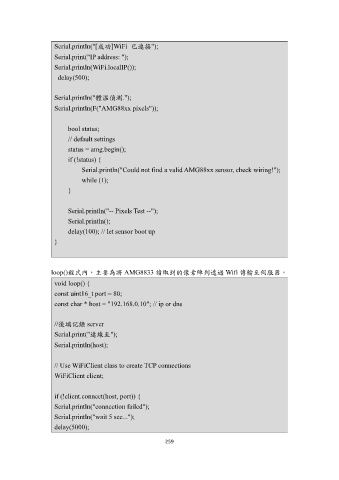 Serial.println("[成功]WiFi 已連接");
Serial.print("IP address: ");
Serial.println(WiFi.localIP());
delay(500);
Serial.println("體溫偵測.");
Serial.println(F("AMG88xx pixels"));
bool status;
// default settings
status = amg.begin();
if (!status) {
Serial.println("Could not find a valid AMG88xx sensor, check wiring!");
while (1);
}
Serial.println("-- Pixels Test --");
Serial.println();
delay(100); // let sensor boot up
}
loop()程式內，主要為將 AMG8833 讀取到的像素陣列透過 Wifi 傳輸至伺服器。
void loop() {
const uint16_t port = 80;
const char * host = "192.168.0.10"; // ip or dns
//後端記錄 server
Serial.print("連線至");
Serial.println(host);
// Use WiFiClient class to create TCP connections
WiFiClient client;
if (!client.connect(host, port)) {
Serial.println("connection failed");
Serial.println("wait 5 sec...");
delay(5000);
259